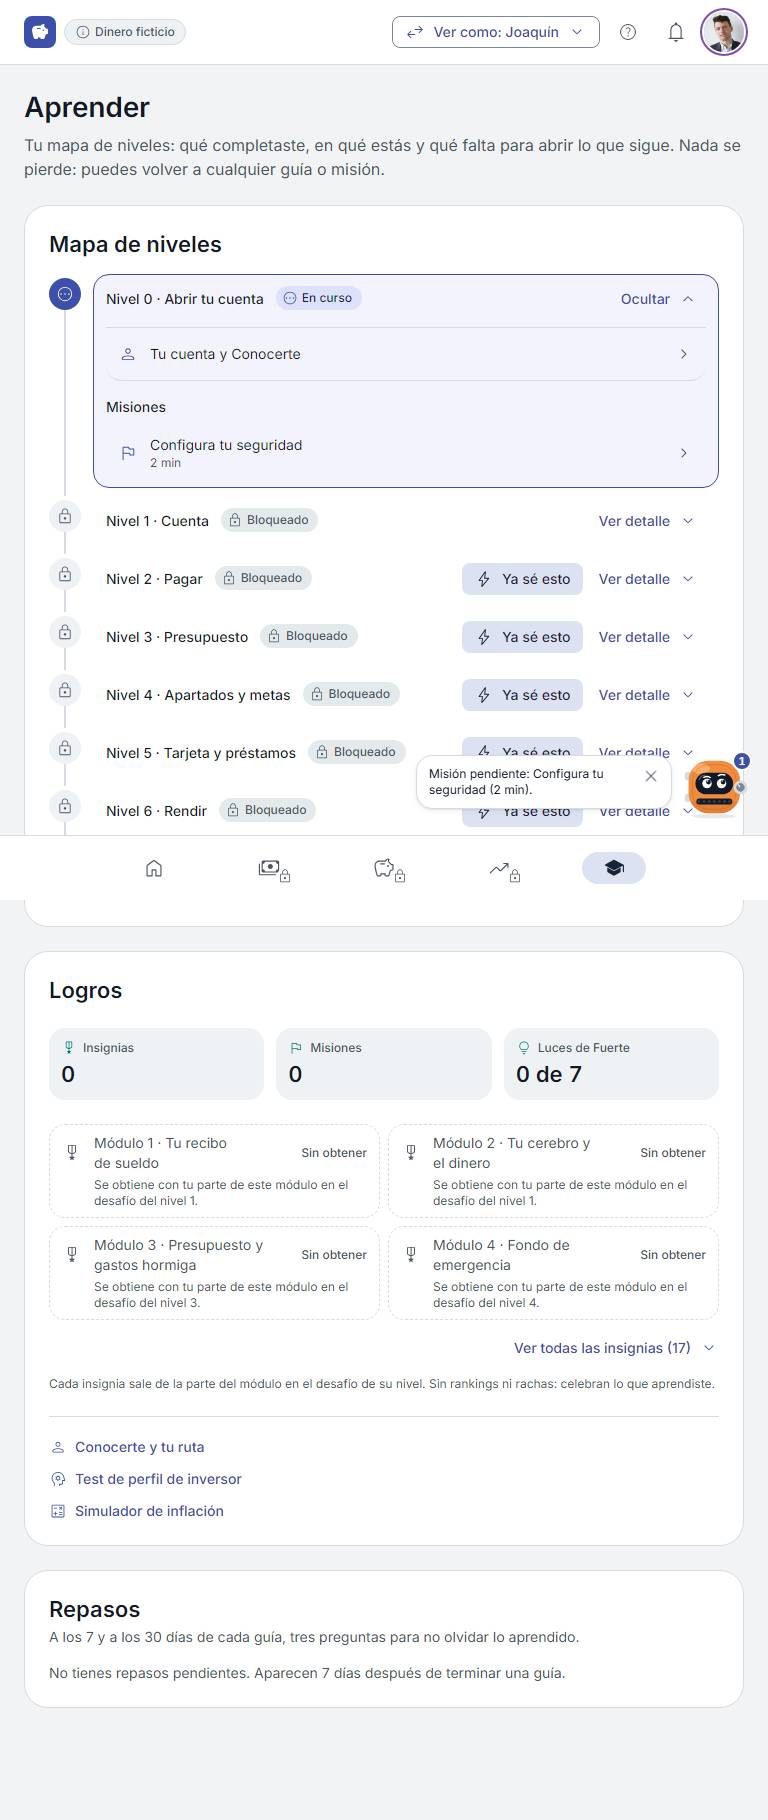 Dinero ficticio
Ver como: Joaquín
Aprender
Tu mapa de niveles: qué completaste, en qué estás y qué falta para abrir lo que sigue. Nada se
pierde: puedes volver a cualquier guía o misión.
Mapa de niveles
Nivel 0 · Abrir tu cuenta
En curso
Ocultar
Tu cuenta y Conocerte
Misiones
Configura tu seguridad
2 min
Nivel 1 · Cuenta
Bloqueado
Ver detalle
Nivel 2 · Pagar
Bloqueado
Ya sé esto
Ver detalle
Nivel 3 · Presupuesto
Bloqueado
Ya sé esto
Ver detalle
Nivel 4 · Apartados y metas
Bloqueado
Ya sé esto
Ver detalle
Nivel 5 · Tarjeta y préstamos
Bloqueado
Ya sé esto
Ver detalle
Misión pendiente: Configura tu
seguridad (2 min).
1
Nivel 6 · Rendir
Bloqueado
Ya sé esto
Ver detalle
Logros
Insignias
0
Misiones
0
Luces de Fuerte
0 de 7
Módulo 1 · Tu recibo
de sueldo
Sin obtener
Se obtiene con tu parte de este módulo en el
desafío del nivel 1.
Módulo 2 · Tu cerebro y
el dinero
Sin obtener
Se obtiene con tu parte de este módulo en el
desafío del nivel 1.
Módulo 3 · Presupuesto y
gastos hormiga
Sin obtener
Se obtiene con tu parte de este módulo en el
desafío del nivel 3.
Módulo 4 · Fondo de
emergencia
Sin obtener
Se obtiene con tu parte de este módulo en el
desafío del nivel 4.
Ver todas las insignias (17)
Cada insignia sale de la parte del módulo en el desafío de su nivel. Sin rankings ni rachas: celebran lo que aprendiste.
Conocerte y tu ruta
Test de perfil de inversor
Simulador de inflación
Repasos
A los 7 y a los 30 días de cada guía, tres preguntas para no olvidar lo aprendido.
No tienes repasos pendientes. Aparecen 7 días después de terminar una guía.